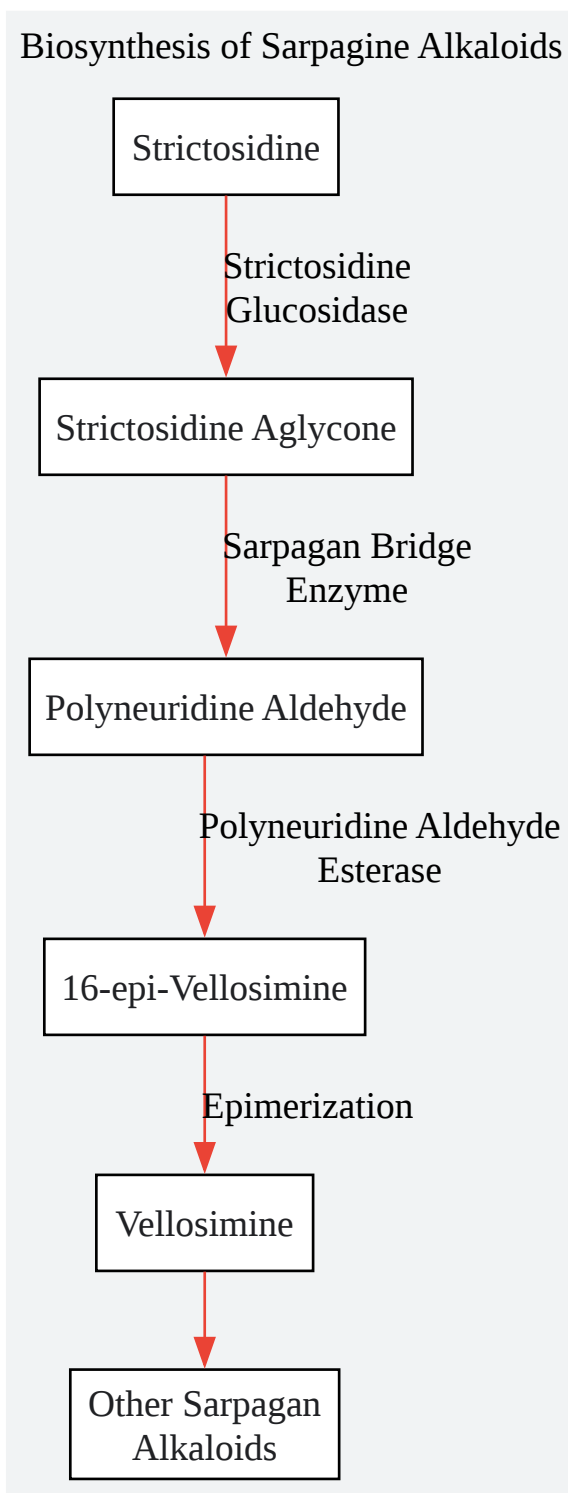 Biosynthesis of Sarpagine Alkaloids
Strictosidine
Strictosidine
Glucosidase
Strictosidine Aglycone
Sarpagan Bridge
Enzyme
Polyneuridine Aldehyde
Polyneuridine Aldehyde
Esterase
16-epi-Vellosimine
Epimerization
Vellosimine
Other Sarpagan
Alkaloids